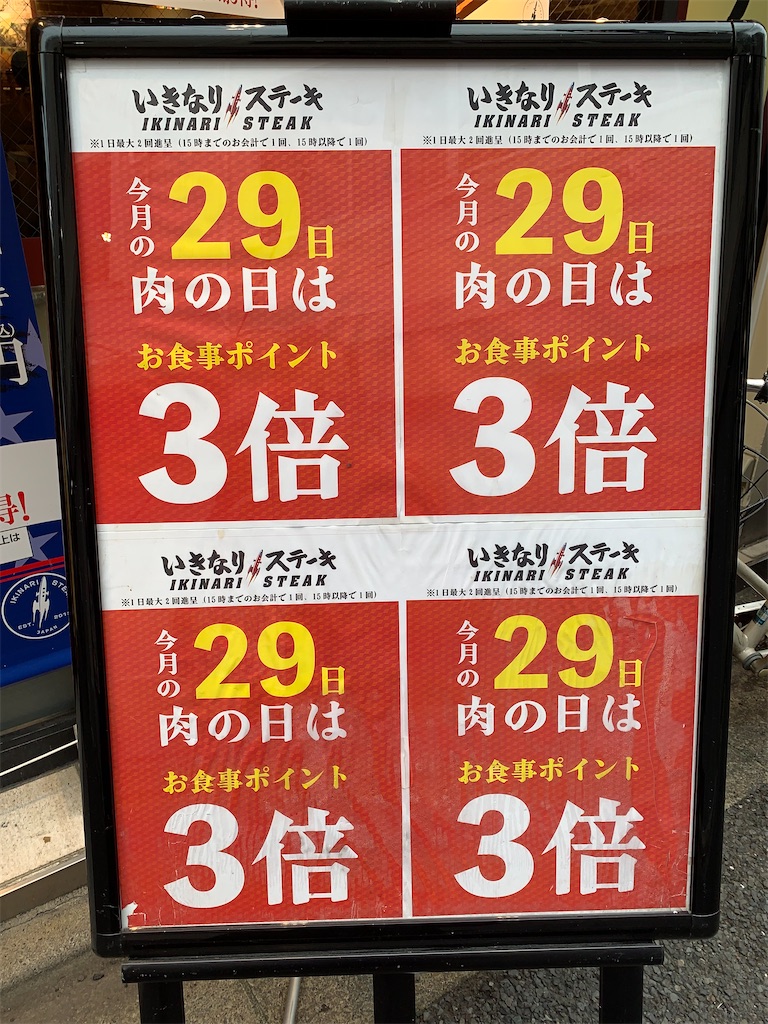 いきなりステーキ
IKINARI STEAK
※1日最大2回進呈（15時までのお会計で1回、15時以降で1回）
今月の29日
肉の日は
お食事ポイント
3倍
いきなりステーキ
IKINARI STEAK
※1日最大2回進呈（15時までのお会計で1回、15時以降で1回）
今月の29日
肉の日は
お食事ポイント
3倍
いきなりステーキ
IKINARI STEAK
※1日最大2回進呈（15時までのお会計で1回、15時以降で1回）
今月の29日
肉の日は
お食事ポイント
3倍
いきなりステーキ
IKINARI STEAK
※1日最大2回進呈（15時までのお会計で1回、15時以降で1回）
今月の29日
肉の日は
お食事ポイント
3倍
円
得!
上は
IKINARI STE
EST.
JAPAN